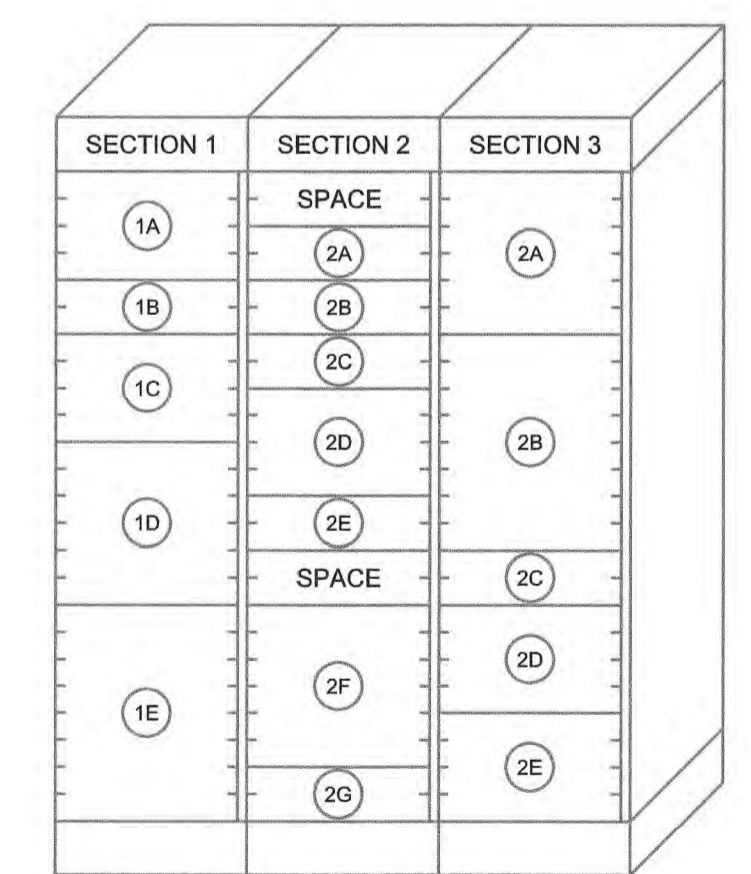 SECTION 1
SECTION 2
SECTION 3
1A
1B
1C
1D
1E
SPACE
2A
2B
2C
2D
2E
SPACE
2F
2G
2A
2B
2C
2D
2E